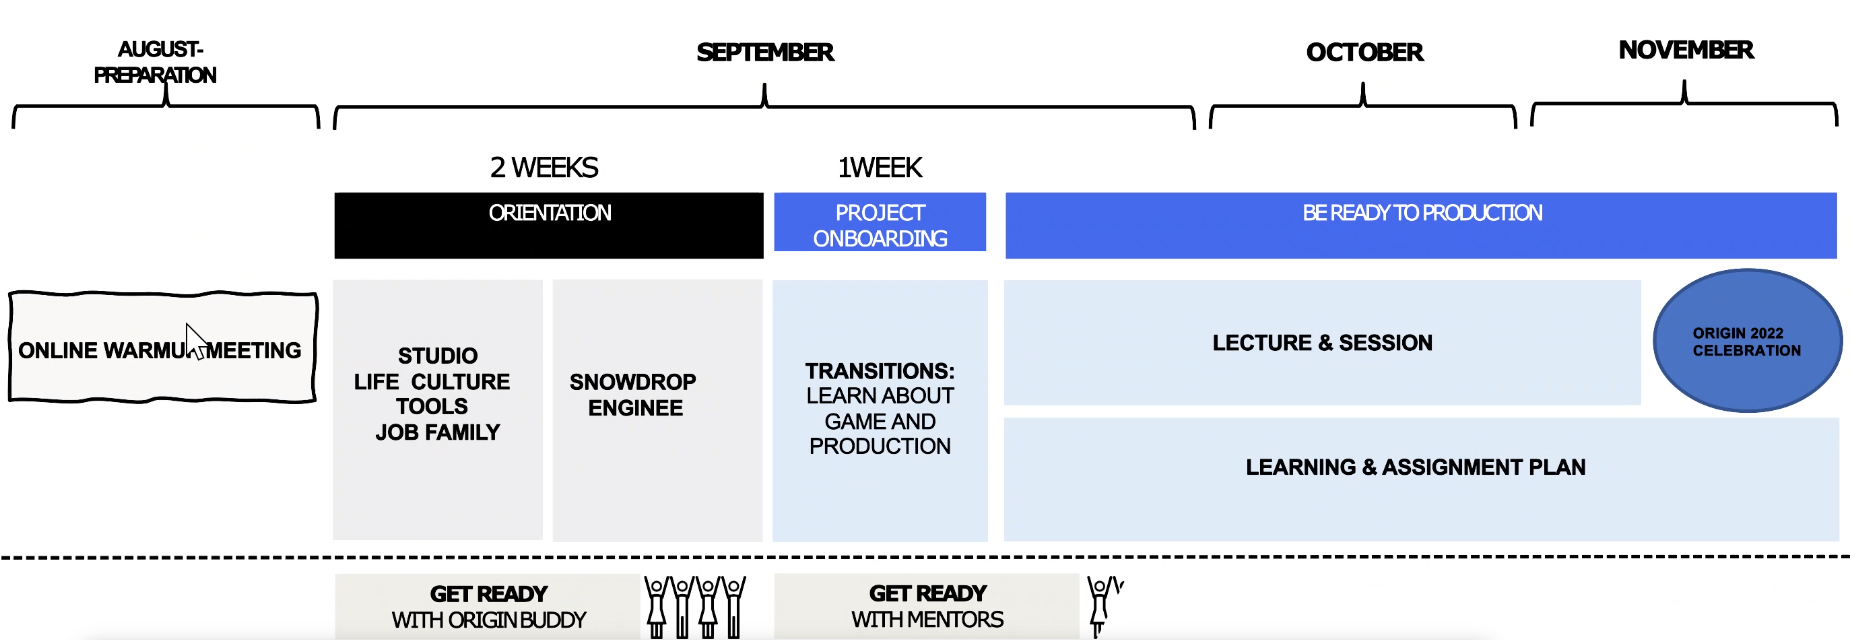 AUGUST-
PREPARATION
SEPTEMBER
OCTOBER
NOVEMBER
2 WEEKS
1WEEK
ORIENTATION
PROJECT
ONBOARDING
BE READY TO PRODUCTION
ONLINE WARMU MEETING
STUDIO
LIFE CULTURE
TOOLS
JOB FAMILY
SNOWDROP
ENGINEE
TRANSITIONS:
LEARN ABOUT
GAME AND
PRODUCTION
LECTURE & SESSION
ORIGIN 2022
CELEBRATION
LEARNING & ASSIGNMENT PLAN
GET READY
WITH ORIGIN BUDDY
GET READY
WITH MENTORS